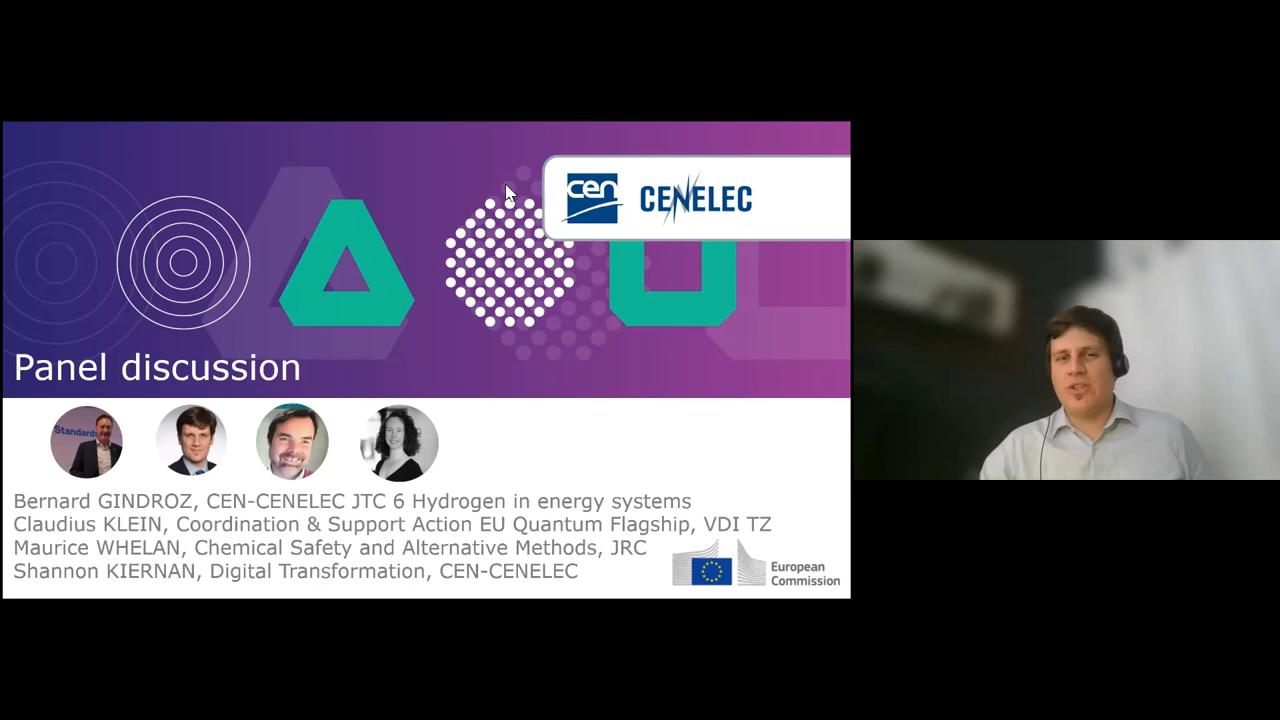 cen
CENELEC
Panel discussion
Standards
Bernard GINDROZ, CEN-CENELEC JTC 6 Hydrogen in energy systems
Claudius KLEIN, Coordination & Support Action EU Quantum Flagship, VDI TZ
Maurice WHELAN, Chemical Safety and Alternative Methods, JRC
Shannon KIERNAN, Digital Transformation, CEN-CENELEC
European
Commission